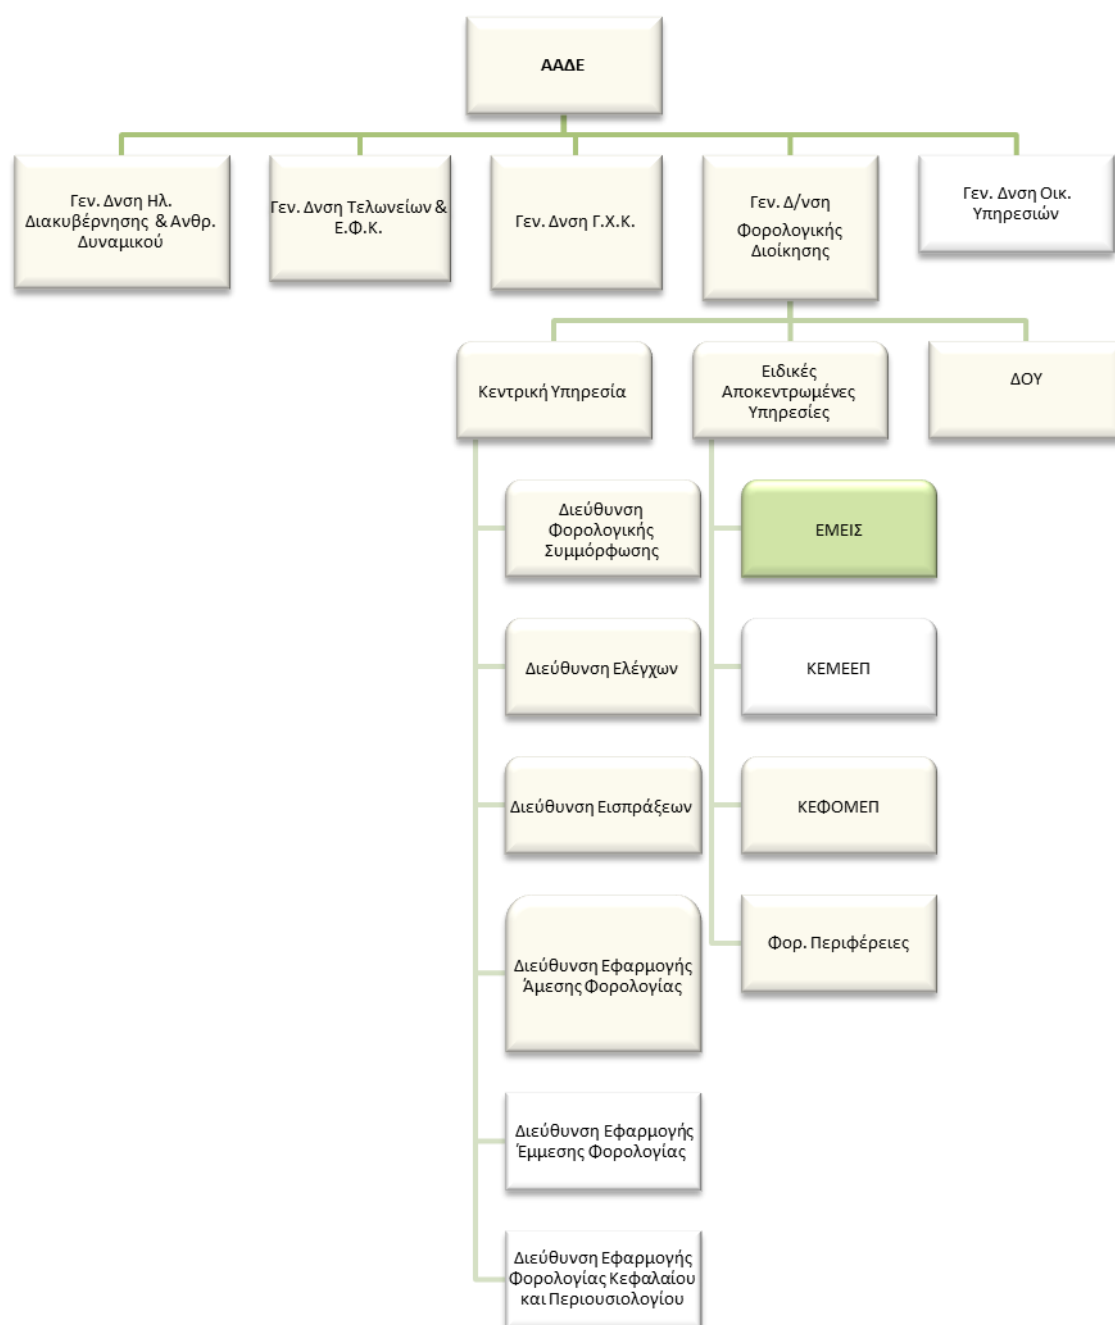 ΑΑΔΕ
Γεν. Δνση Ηλ.
Διακυβέρνησης & Ανθρ.
Δυναμικού
Γεν. Δνση Τελωνείων &
Ε.Φ.Κ.
Γεν. Δνση Γ.Χ.Κ.
Γεν. Δ/νση
Φορολογικής
Διοίκησης
Γεν. Δνση Οικ.
Υπηρεσιών
Κεντρική Υπηρεσία
Ειδικές
Αποκεντρωμένες
Υπηρεσίες
ΔΟΥ
Διεύθυνση
Φορολογικής
Συμμόρφωσης
Διεύθυνση Ελέγχων
Διεύθυνση Εισπράξεων
Διεύθυνση Εφαρμογής
Άμεσης Φορολογίας
Διεύθυνση Εφαρμογής
Έμμεσης Φορολογίας
Διεύθυνση Εφαρμογής
Φορολογίας Κεφαλαίου
και Περιουσιολογίου
ΕΜΕΙΣ
ΚΕΜΕΕΠ
ΚΕΦΟΜΕΠ
Φορ. Περιφέρειες